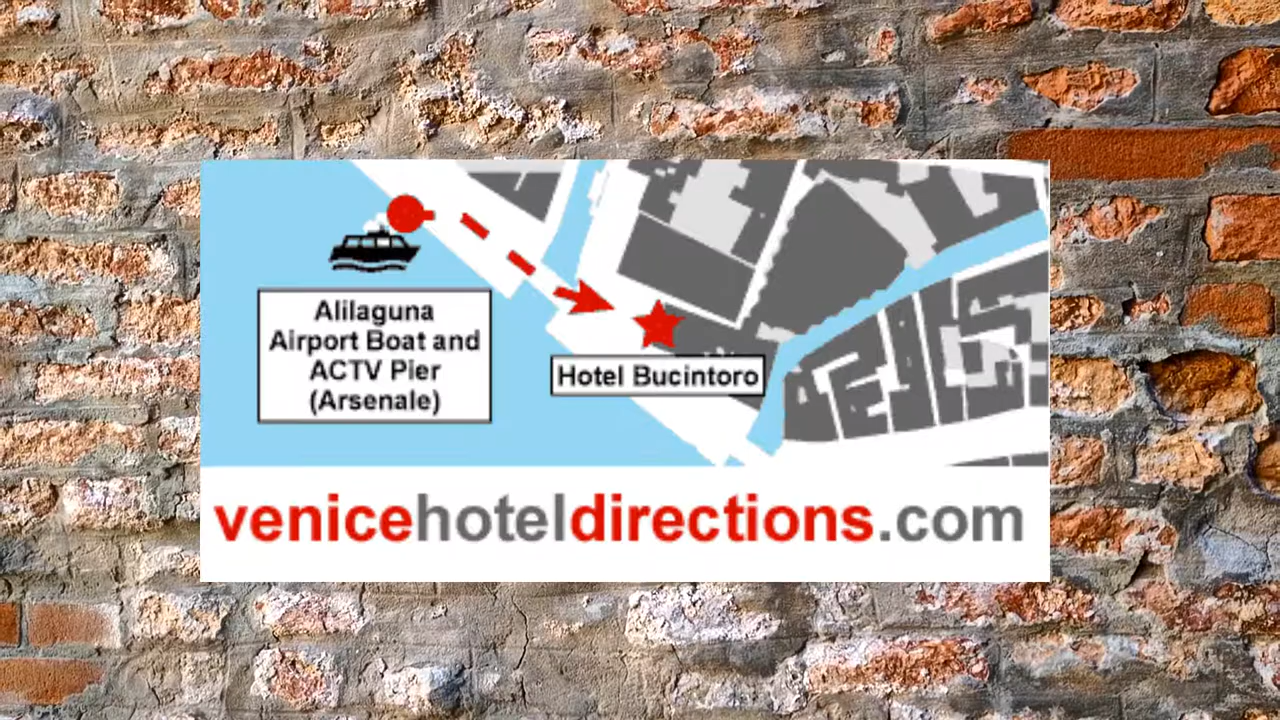 Alilaguna
Airport Boat and
ACTV Pier
(Arsenale)
Hotel Bucintoro
venicehoteldirections.com